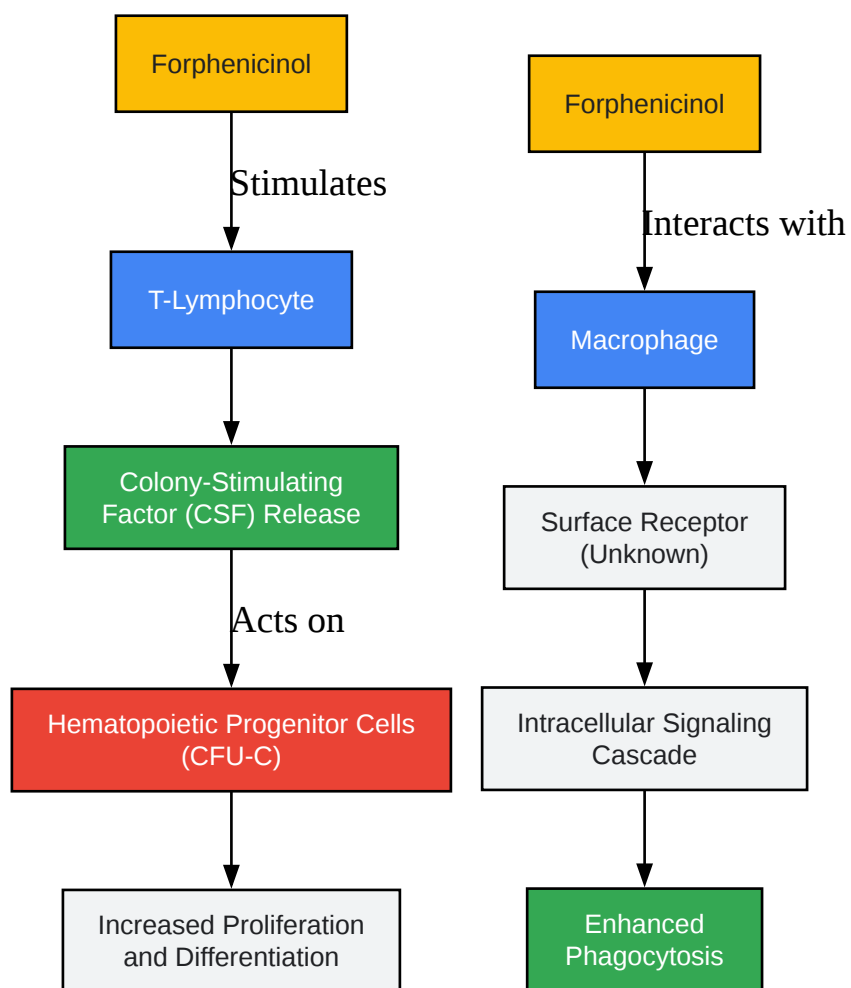 Forphenicinol
Stimulates
T-Lymphocyte
Colony-Stimulating
Factor (CSF) Release
Acts on
Hematopoietic Progenitor Cells
(CFU-C)
Increased Proliferation
and Differentiation
Forphenicinol
Interacts with
Macrophage
Surface Receptor
(Unknown)
Intracellular Signaling
Cascade
Enhanced
Phagocytosis